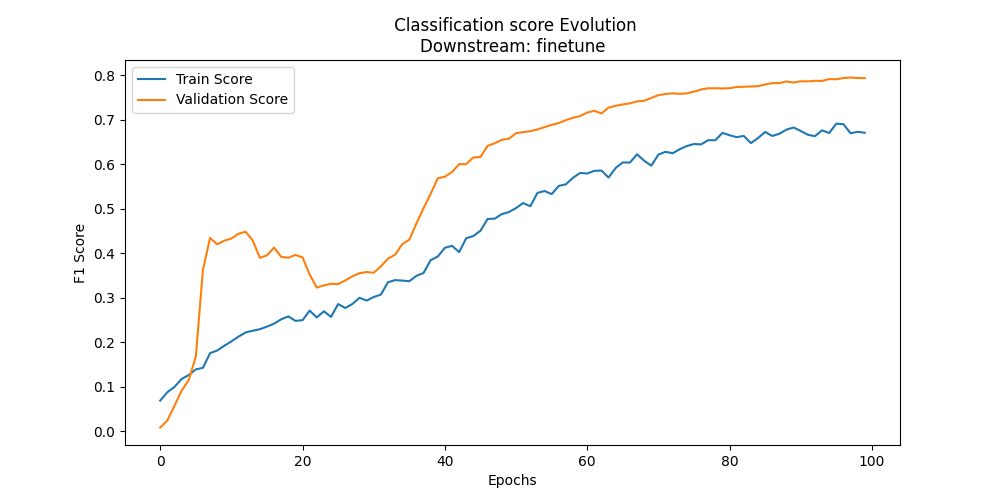 Classification score Evolution
Downstream: finetune
Train Score
Validation Score
0.8
0.7
0.6
0.5
0.4
0.3
0.2
0.1
0.0
F1 Score
0 20 40 60 80 100
Epochs